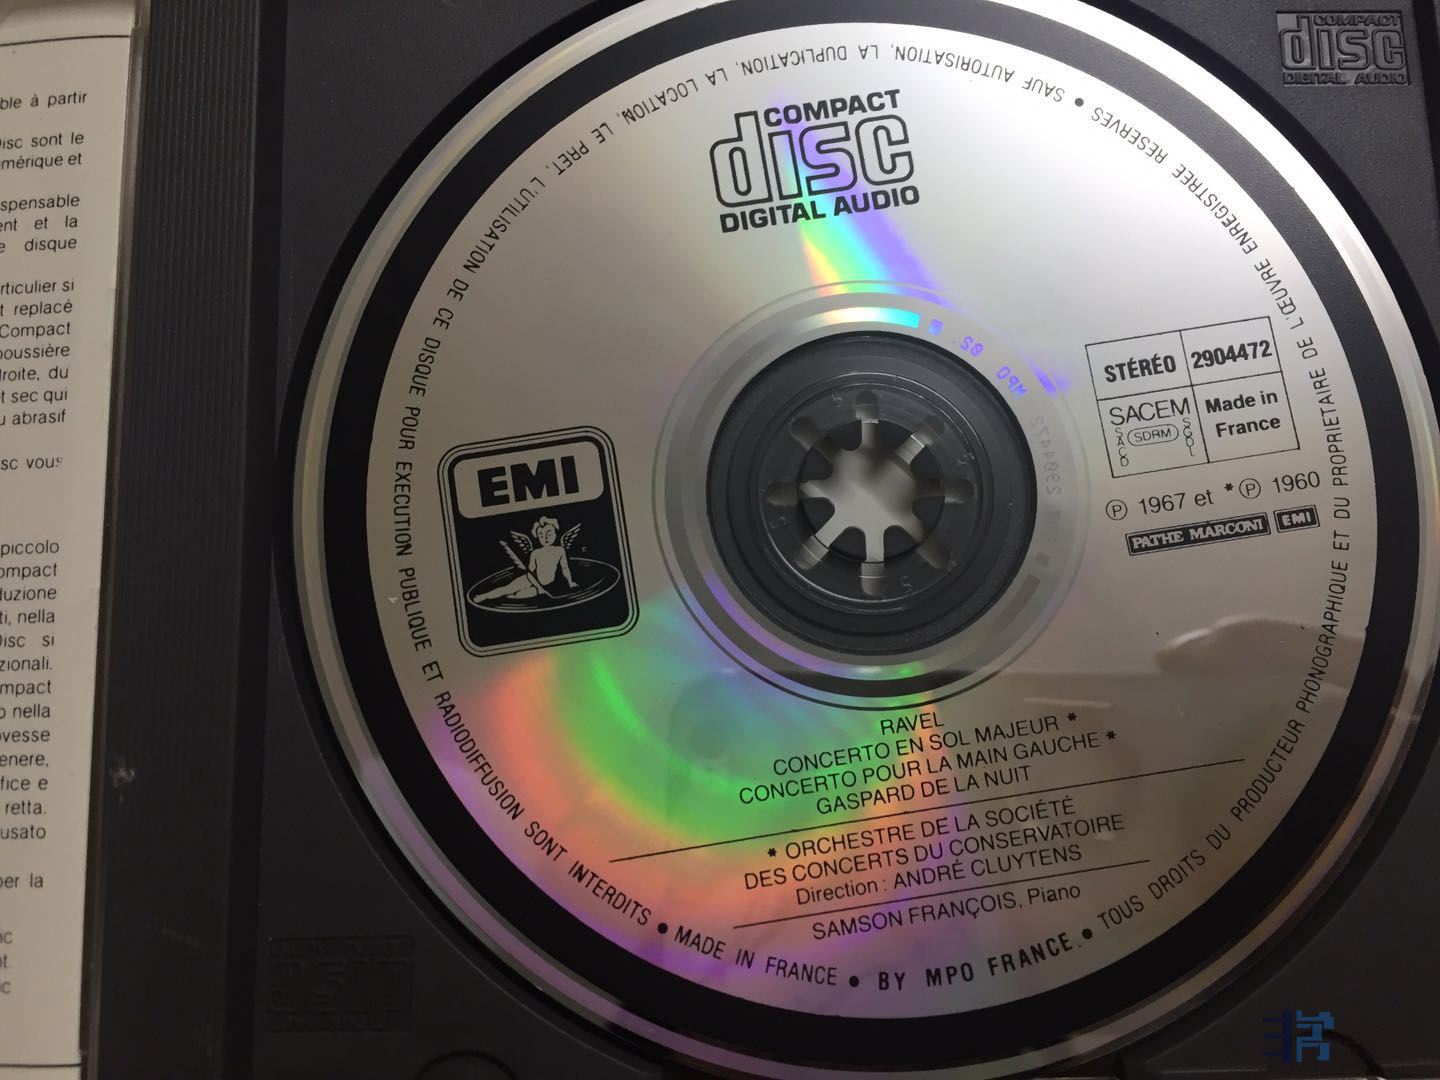 ble à partir
isc sont le
mérique et
spensable
ent et la
e disque
rticulier si
t replacé
Compact
poussière
droite, du
t sec qui
u abrasif
sc vous
piccolo
ompact
duzione
ti, nella
Disc si
zionali.
mpact
o nella
ovesse
enere,
fice e
retta.
usato
per la
COMPACT
disc
DIGITAL AUDIO
COMPACT
disc
DIGITAL AUDIO
EMI
STÉRÉO 2904472
SACEM
SDRM
SACD
SGDL
Made in
France
℗ 1967 et * ℗ 1960
PATHE MARCONI EMI
RAVEL
CONCERTO EN SOL MAJEUR *
CONCERTO POUR LA MAIN GAUCHE *
GASPARD DE LA NUIT
* ORCHESTRE DE LA SOCIÉTÉ
DES CONCERTS DU CONSERVATOIRE
Direction : ANDRÉ CLUYTENS
SAMSON FRANÇOIS, Piano
TOUS DROITS DU PRODUCTEUR PHONOGRAPHIQUE ET DU PROPRIETAIRE DE L'ŒUVRE ENREGISTREE RESERVES • SAUF AUTORISATION, LA DUPLICATION, LA LOCATION, LE PRET, L'UTILISATION DE CE DISQUE POUR EXECUTION PUBLIQUE ET RADIODIFFUSION SONT INTERDITS • MADE IN FRANCE • BY MPO FRANCE. •